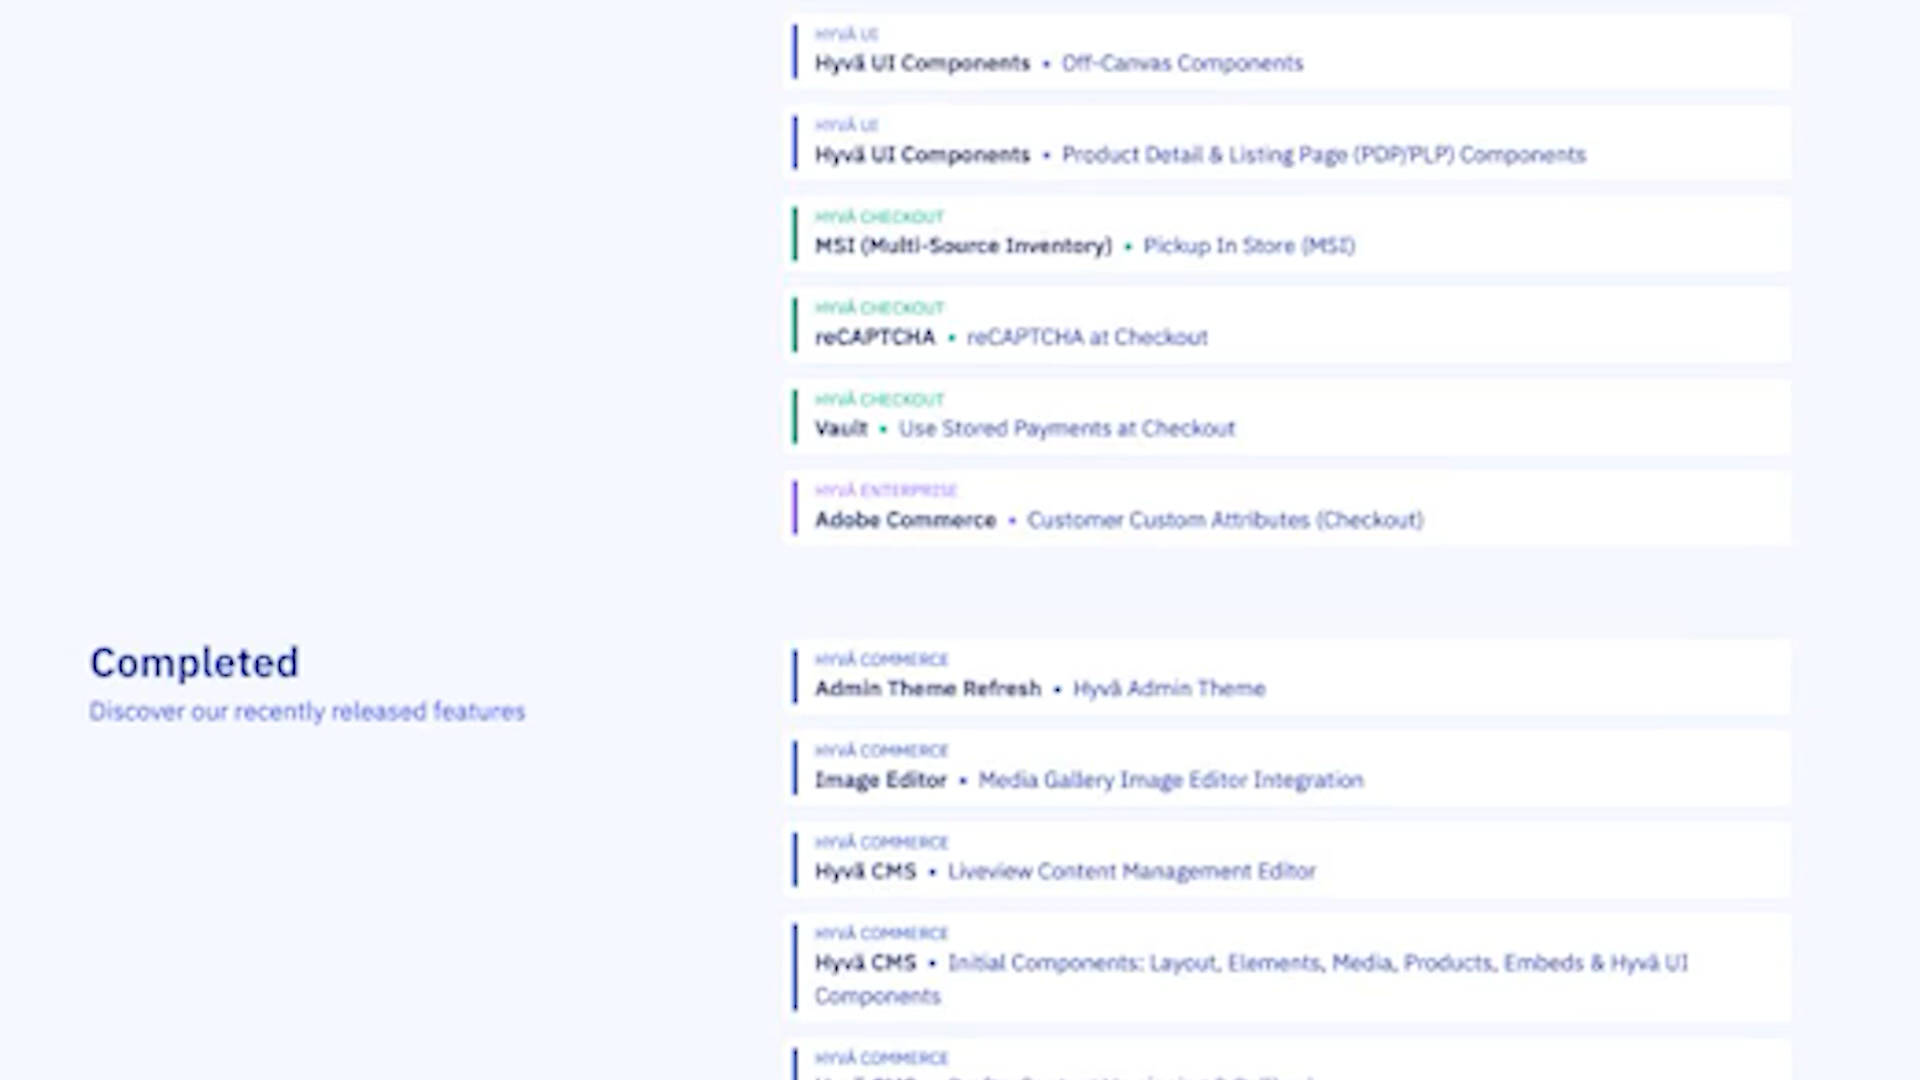 HYVÄ UI
Hyvä UI Components • Off-Canvas Components
HYVÄ UI
Hyvä UI Components • Product Detail & Listing Page (PDP/PLP) Components
HYVÄ CHECKOUT
MSI (Multi-Source Inventory) • Pickup In Store (MSI)
HYVÄ CHECKOUT
reCAPTCHA • reCAPTCHA at Checkout
HYVÄ CHECKOUT
Vault • Use Stored Payments at Checkout
HYVÄ ENTERPRISE
Adobe Commerce • Customer Custom Attributes (Checkout)
Completed
Discover our recently released features
HYVÄ COMMERCE
Admin Theme Refresh • Hyvä Admin Theme
HYVÄ COMMERCE
Image Editor • Media Gallery Image Editor Integration
HYVÄ COMMERCE
Hyvä CMS • Liveview Content Management Editor
HYVÄ COMMERCE
Hyvä CMS • Initial Components: Layout, Elements, Media, Products, Embeds & Hyvä UI
Components
HYVÄ COMMERCE